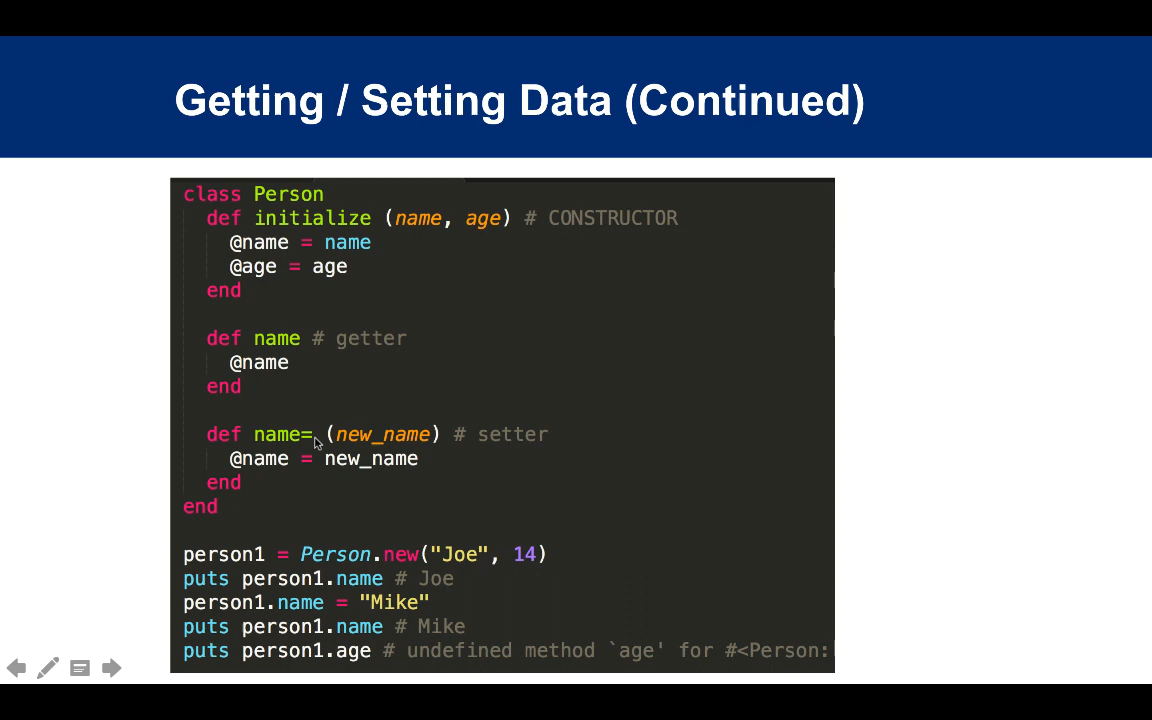 Getting / Setting Data (Continued)
class Person
  def initialize (name, age) # CONSTRUCTOR
    @name = name
    @age = age
  end
  def name # getter
    @name
  end
  def name= (new_name) # setter
    @name = new_name
  end
end
person1 = Person.new("Joe", 14)
puts person1.name # Joe
person1.name = "Mike"
puts person1.name # Mike
puts person1.age # undefined method `age' for #<Person: